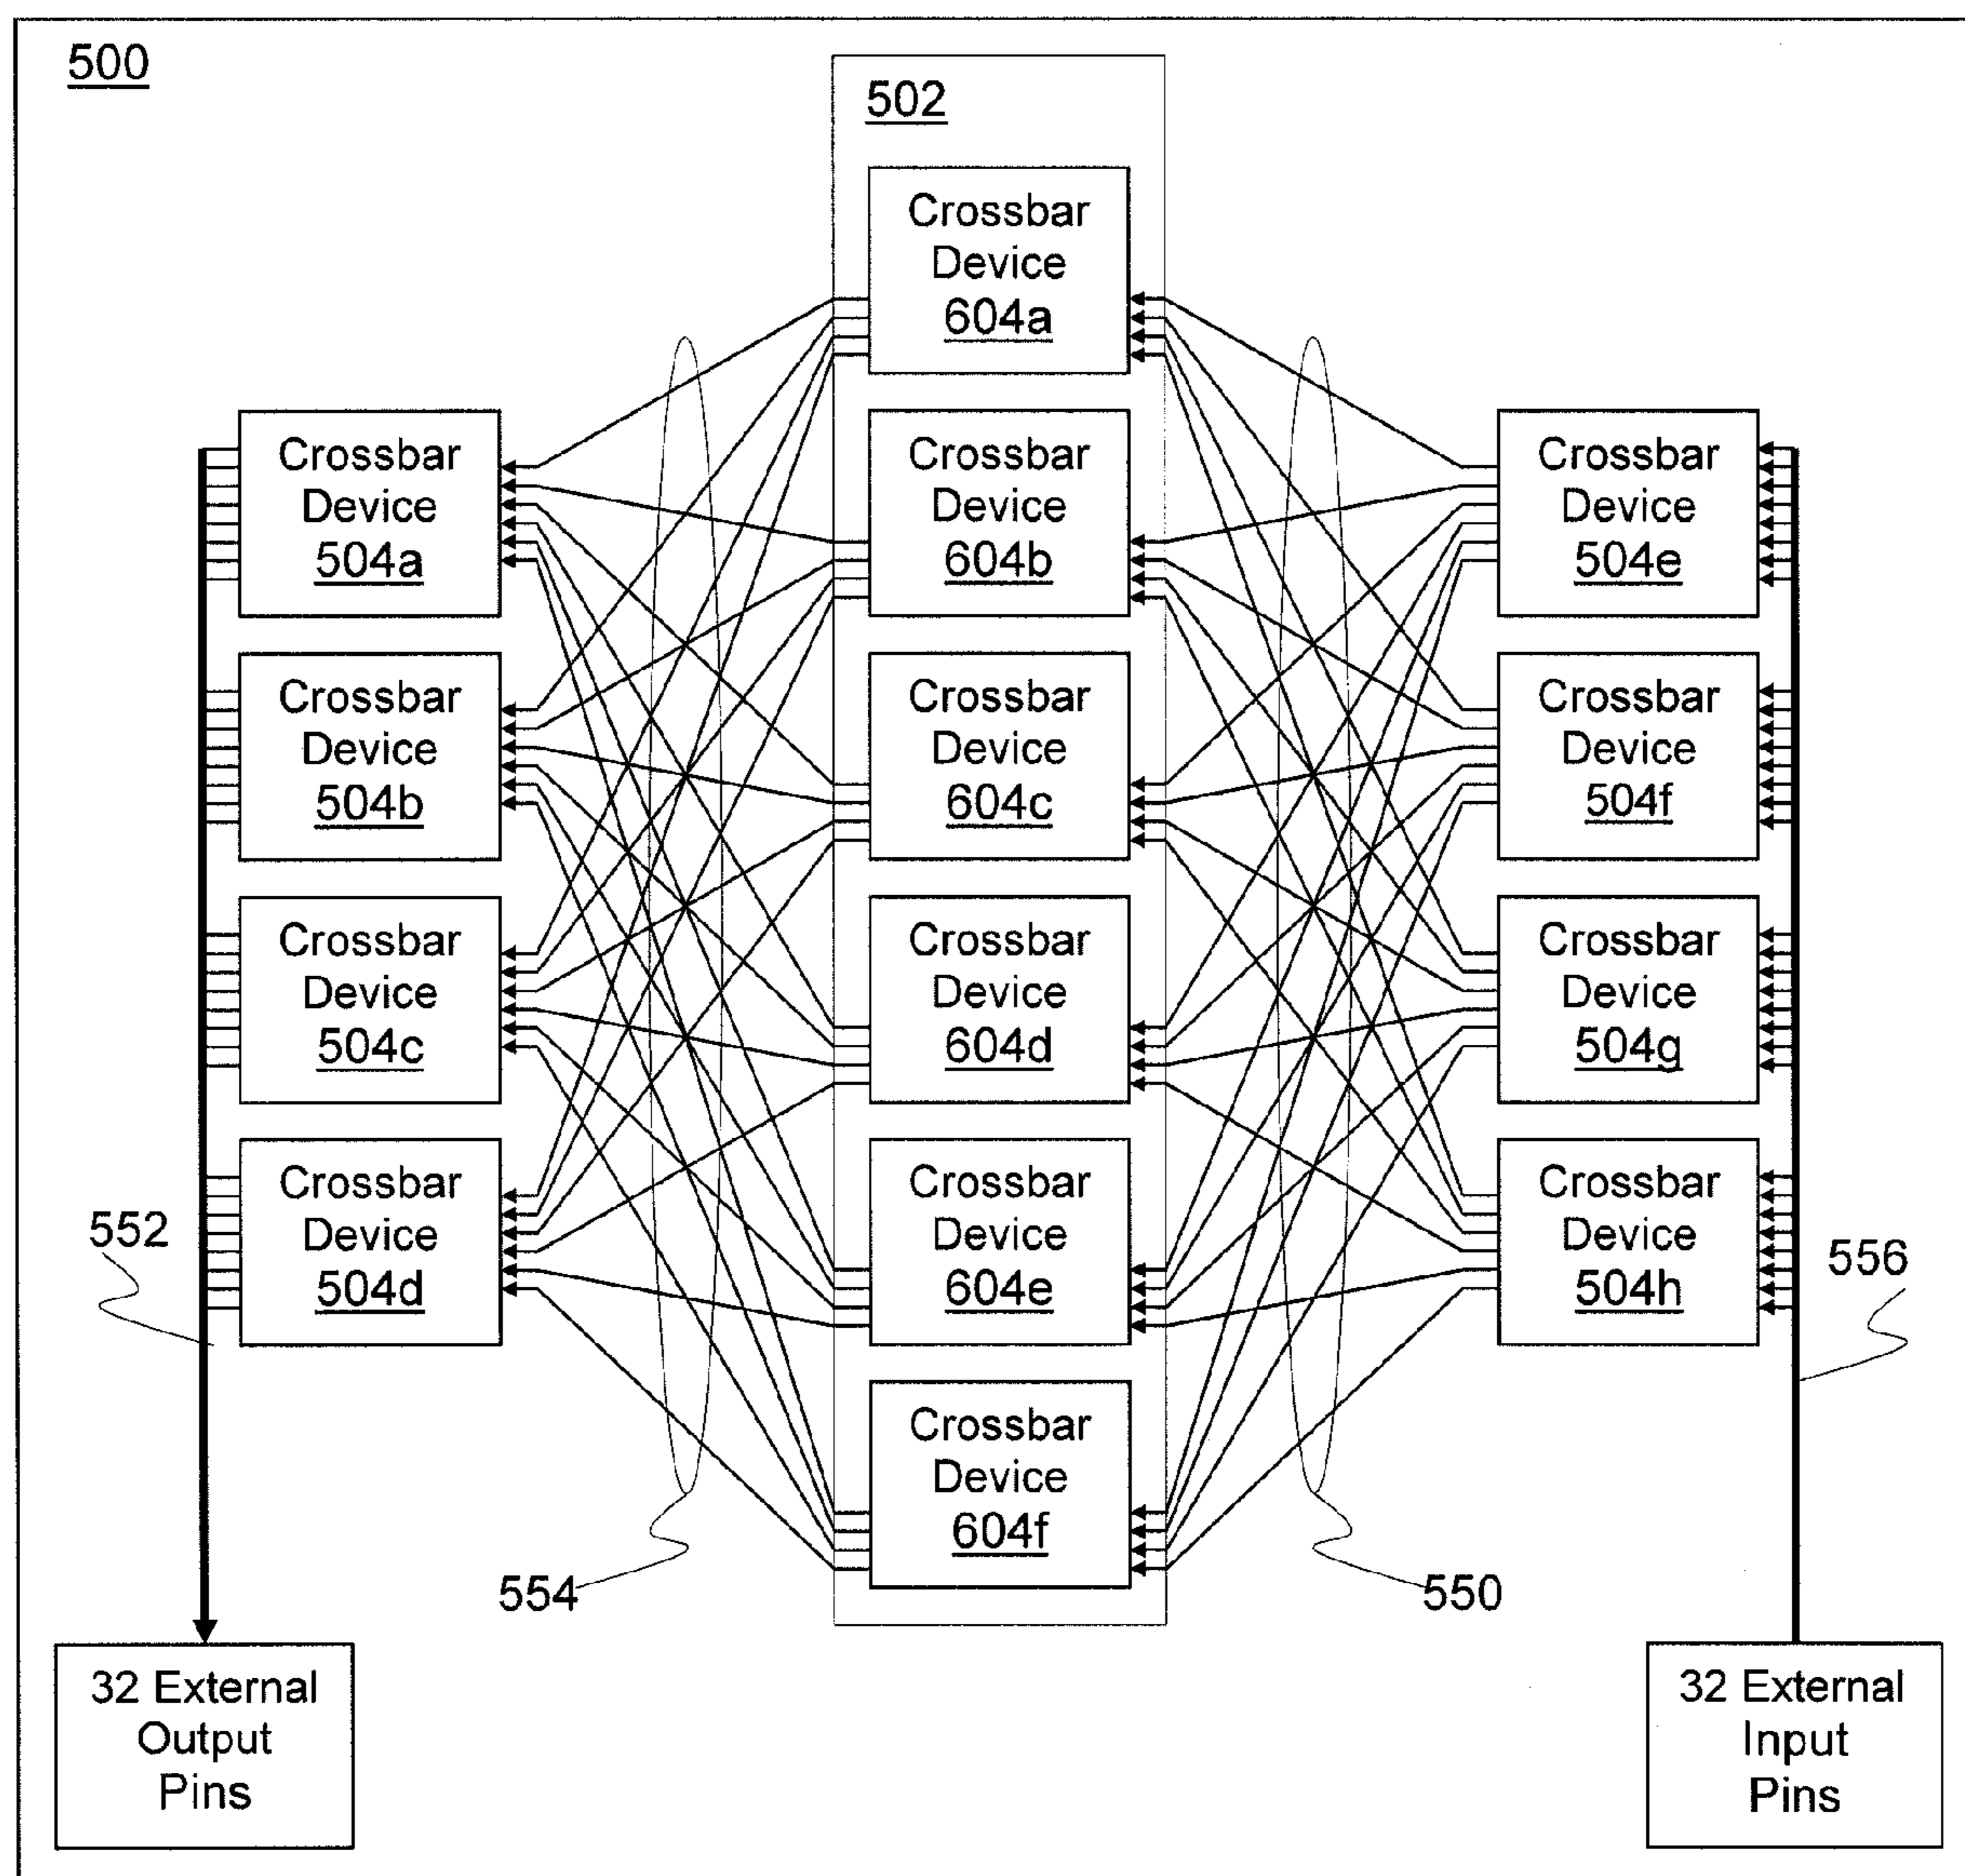 500
502
Crossbar
Device
604a
Crossbar
Device
504a
Crossbar
Device
604b
Crossbar
Device
504e
Crossbar
Device
504b
Crossbar
Device
604c
Crossbar
Device
504f
Crossbar
Device
504c
Crossbar
Device
604d
Crossbar
Device
504g
Crossbar
Device
504d
Crossbar
Device
604e
Crossbar
Device
504h
552
556
Crossbar
Device
604f
554
550
32 External
Output
Pins
32 External
Input
Pins